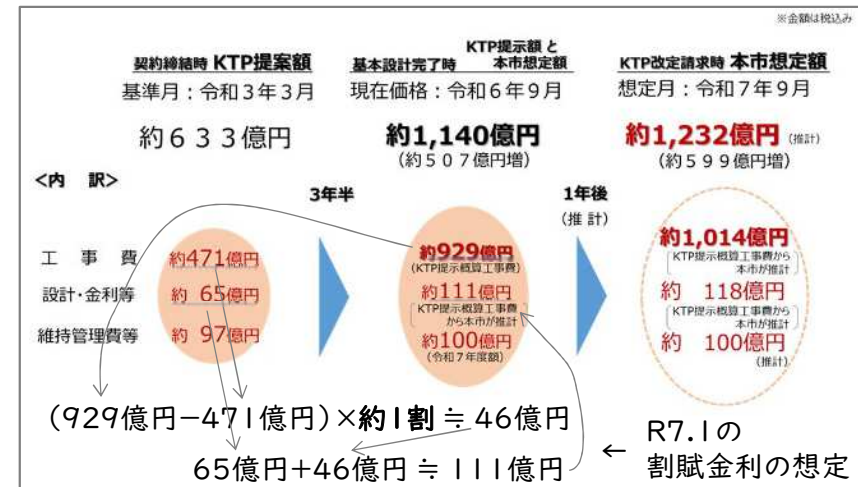 ※金額は税込み
契約締結時 KTP提案額
基準月：令和3年3月
約633億円
KTP提示額 と
基本設計完了時 本市想定額
現在価格：令和6年9月
約1,140億円
(約507億円増)
KTP改定請求時 本市想定額
想定月：令和7年9月
約1,232億円 (推計)
(約599億円増)
<内 訳>
3年半
1年後
(推 計)
工 事 費 約471億円
設計・金利等 約 65億円
維持管理費等 約 97億円
約929億円
(KTP提示概算工事費)
約111億円
KTP提示概算工事費
から本市が推計
約100億円
(令和7年度額)
約1,014億円
KTP提示概算工事費から
本市が推計
約 118億円
KTP提示概算工事費から
本市が推計
約 100億円
(推計)
(929億円－471億円)×約1割≒46億円
65億円+46億円≒111億円 ← R7.1の
割賦金利の想定